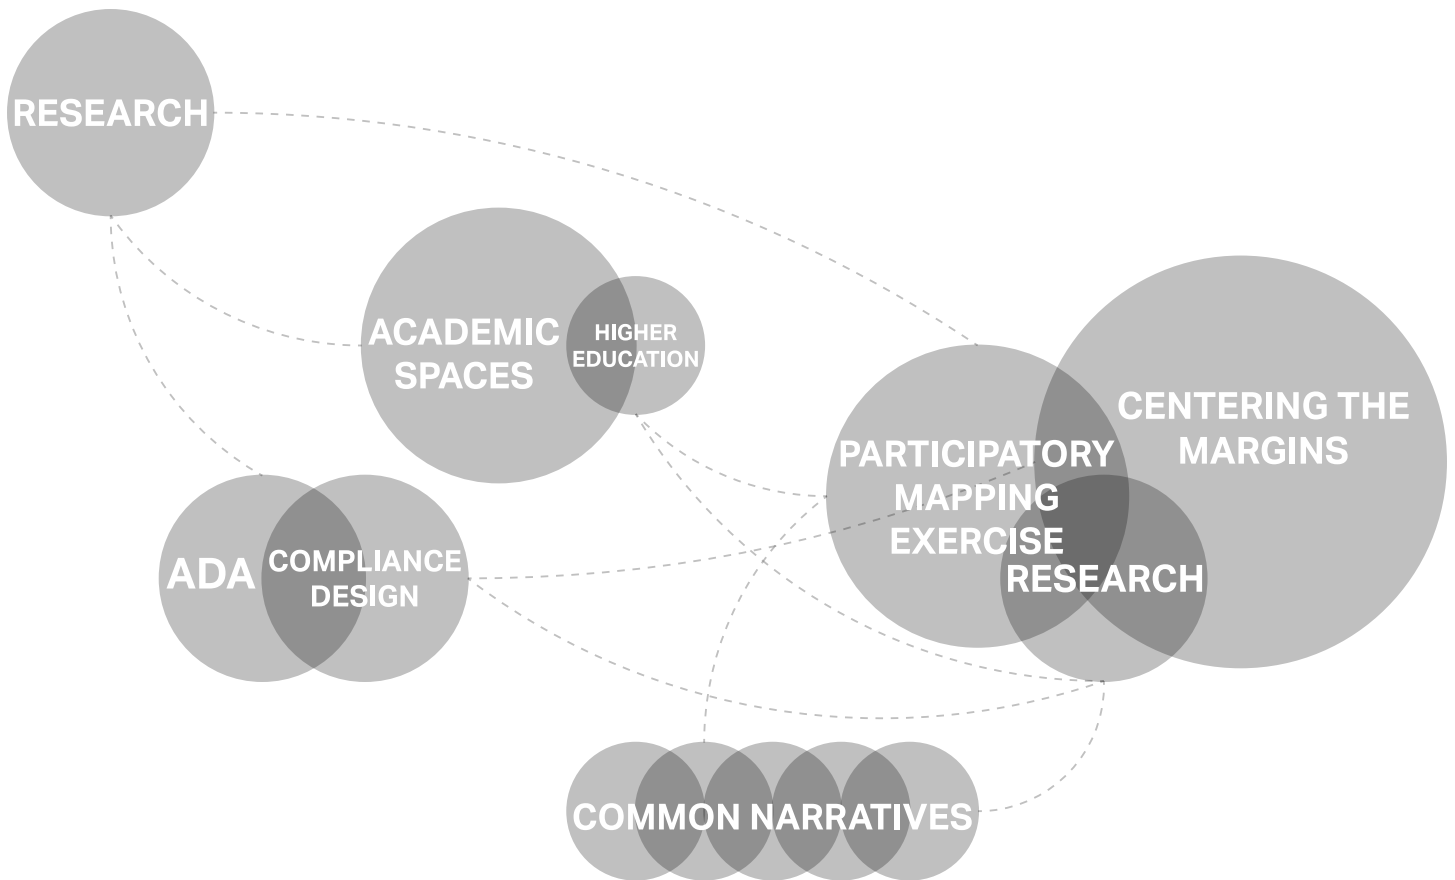 RESEARCH
ACADEMIC
SPACES
HIGHER
EDUCATION
CENTERING THE
MARGINS
PARTICIPATORY
MAPPING
EXERCISE
RESEARCH
ADA
COMPLIANCE
DESIGN
COMMON NARRATIVES